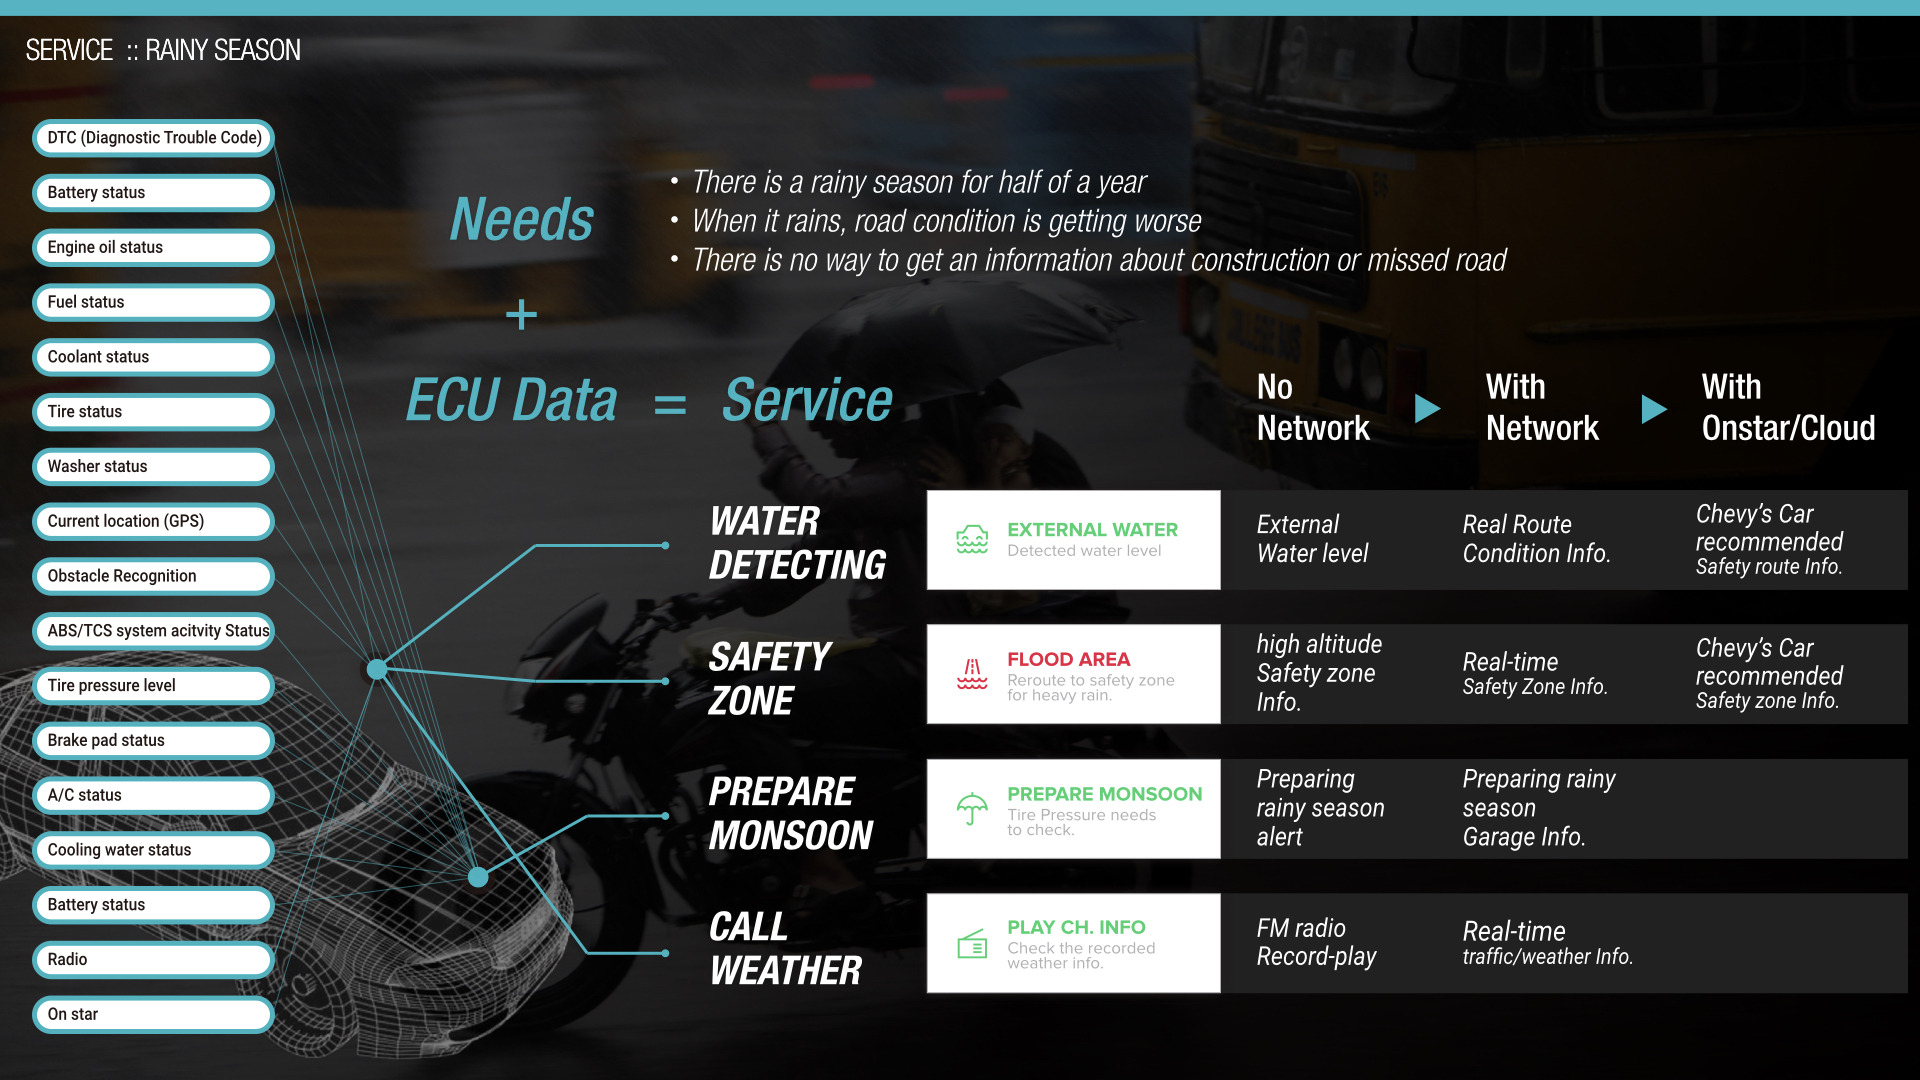 SERVICE :: RAINY SEASON
DTC (Diagnostic Trouble Code)
Battery status
Engine oil status
Fuel status
Coolant status
Tire status
Washer status
Current location (GPS)
Obstacle Recognition
ABS/TCS system acitvity Status
Tire pressure level
Brake pad status
A/C status
Cooling water status
Battery status
Radio
On star
Needs
• There is a rainy season for half of a year
• When it rains, road condition is getting worse
• There is no way to get an information about construction or missed road
+
ECU Data = Service
No
Network
With
Network
With
Onstar/Cloud
WATER
DETECTING
EXTERNAL WATER
Detected water level
External
Water level
Real Route
Condition Info.
Chevy's Car
recommended
Safety route Info.
SAFETY
ZONE
FLOOD AREA
Reroute to safety zone
for heavy rain.
high altitude
Safety zone
Info.
Real-time
Safety Zone Info.
Chevy's Car
recommended
Safety zone Info.
PREPARE
MONSOON
PREPARE MONSOON
Tire Pressure needs
to check.
Preparing
rainy season
alert
Preparing rainy
season
Garage Info.
CALL
WEATHER
PLAY CH. INFO
Check the recorded
weather info.
FM radio
Record-play
Real-time
traffic/weather Info.